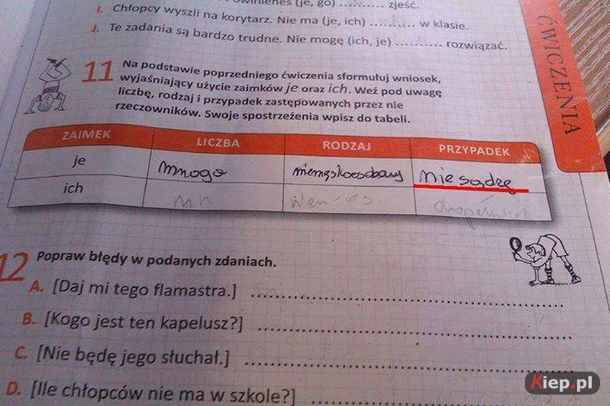 (je, go) .......... zjeść.
I. Chłopcy wyszli na korytarz. Nie ma (je, ich) .......... w klasie.
J. Te zadania są bardzo trudne. Nie mogę (ich, je) .......... rozwiązać.
ĆWICZENIA
11 Na podstawie poprzedniego ćwiczenia sformułuj wniosek,
wyjaśniający użycie zaimków je oraz ich. Weź pod uwagę
liczbę, rodzaj i przypadek zastępowanych przez nie
rzeczowników. Swoje spostrzeżenia wpisz do tabeli.
ZAIMEK LICZBA RODZAJ PRZYPADEK
je mnoga niemęskoosobowy nie sądzę
ich
12 Popraw błędy w podanych zdaniach.
A. [Daj mi tego flamastra.] ..........
B. [Kogo jest ten kapelusz?] ..........
C. [Nie będę jego słuchał.] ..........
D. [Ile chłopców nie ma w szkole?] ..........
Kiep.pl